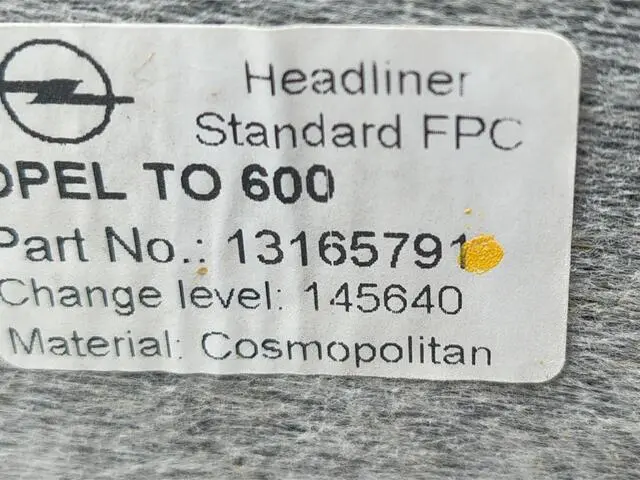 Headliner
Standard FPC
OPEL TO 600
Part No.: 13165791
Change level: 145640
Material: Cosmopolitan